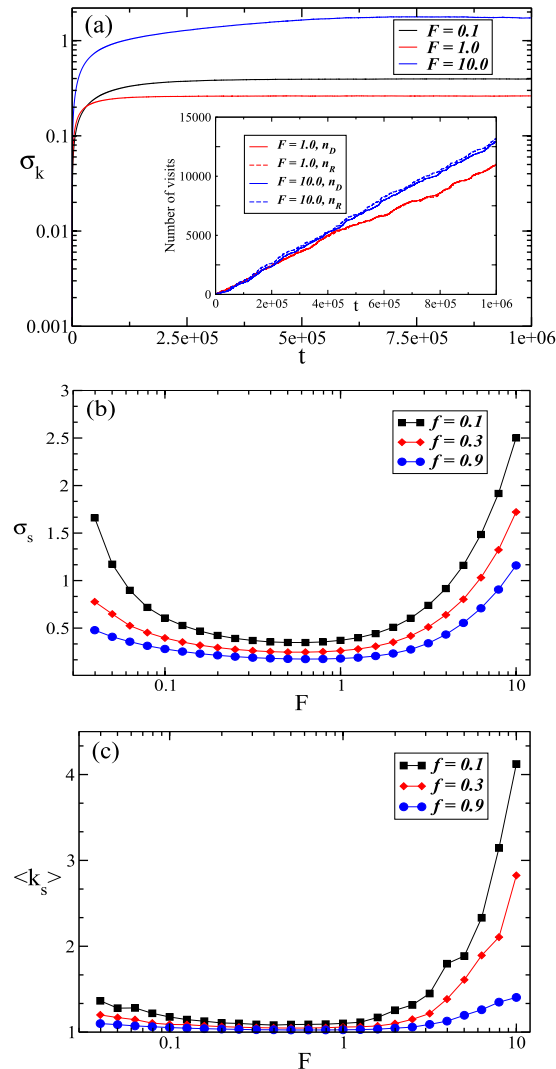 (a)
F = 0.1
F = 1.0
F = 10.0
1
0.1
0.01
0.001
σk
0
2.5e+05
5e+05
7.5e+05
1e+06
t
15000
10000
5000
0
Number of visits
F = 1.0, nD
F = 1.0, nR
F = 10.0, nD
F = 10.0, nR
0
2e+05
4e+05
6e+05
8e+05
1e+06
t
(b)
f = 0.1
f = 0.3
f = 0.9
3
2.5
2
1.5
1
0.5
σs
0.1
1
10
F
(c)
f = 0.1
f = 0.3
f = 0.9
4
3
2
1
<ks>
0.1
1
10
F